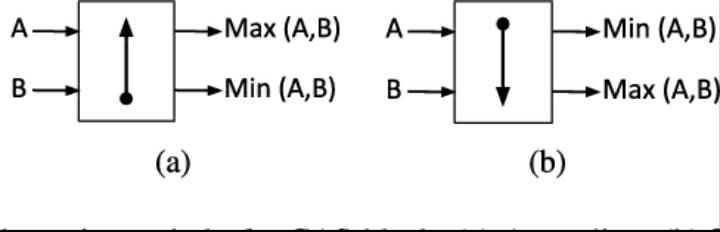 A Max (A,B) A Min (A,B)
B Min (A,B) B Max (A,B)
(a) (b)